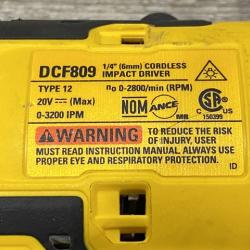 DCF809 1/4" (6mm) CORDLESS
IMPACT DRIVER
TYPE 12 n₀ 0-2800/min (RPM)
20V⎓ (Max)
0-3200 IPM
NOM
ANCE MR
SA
150399
WARNING TO REDUCE THE RISK
OF INJURY, USER
MUST READ INSTRUCTION MANUAL. ALWAYS USE
PROPER EYE AND RESPIRATORY PROTECTION.
ID